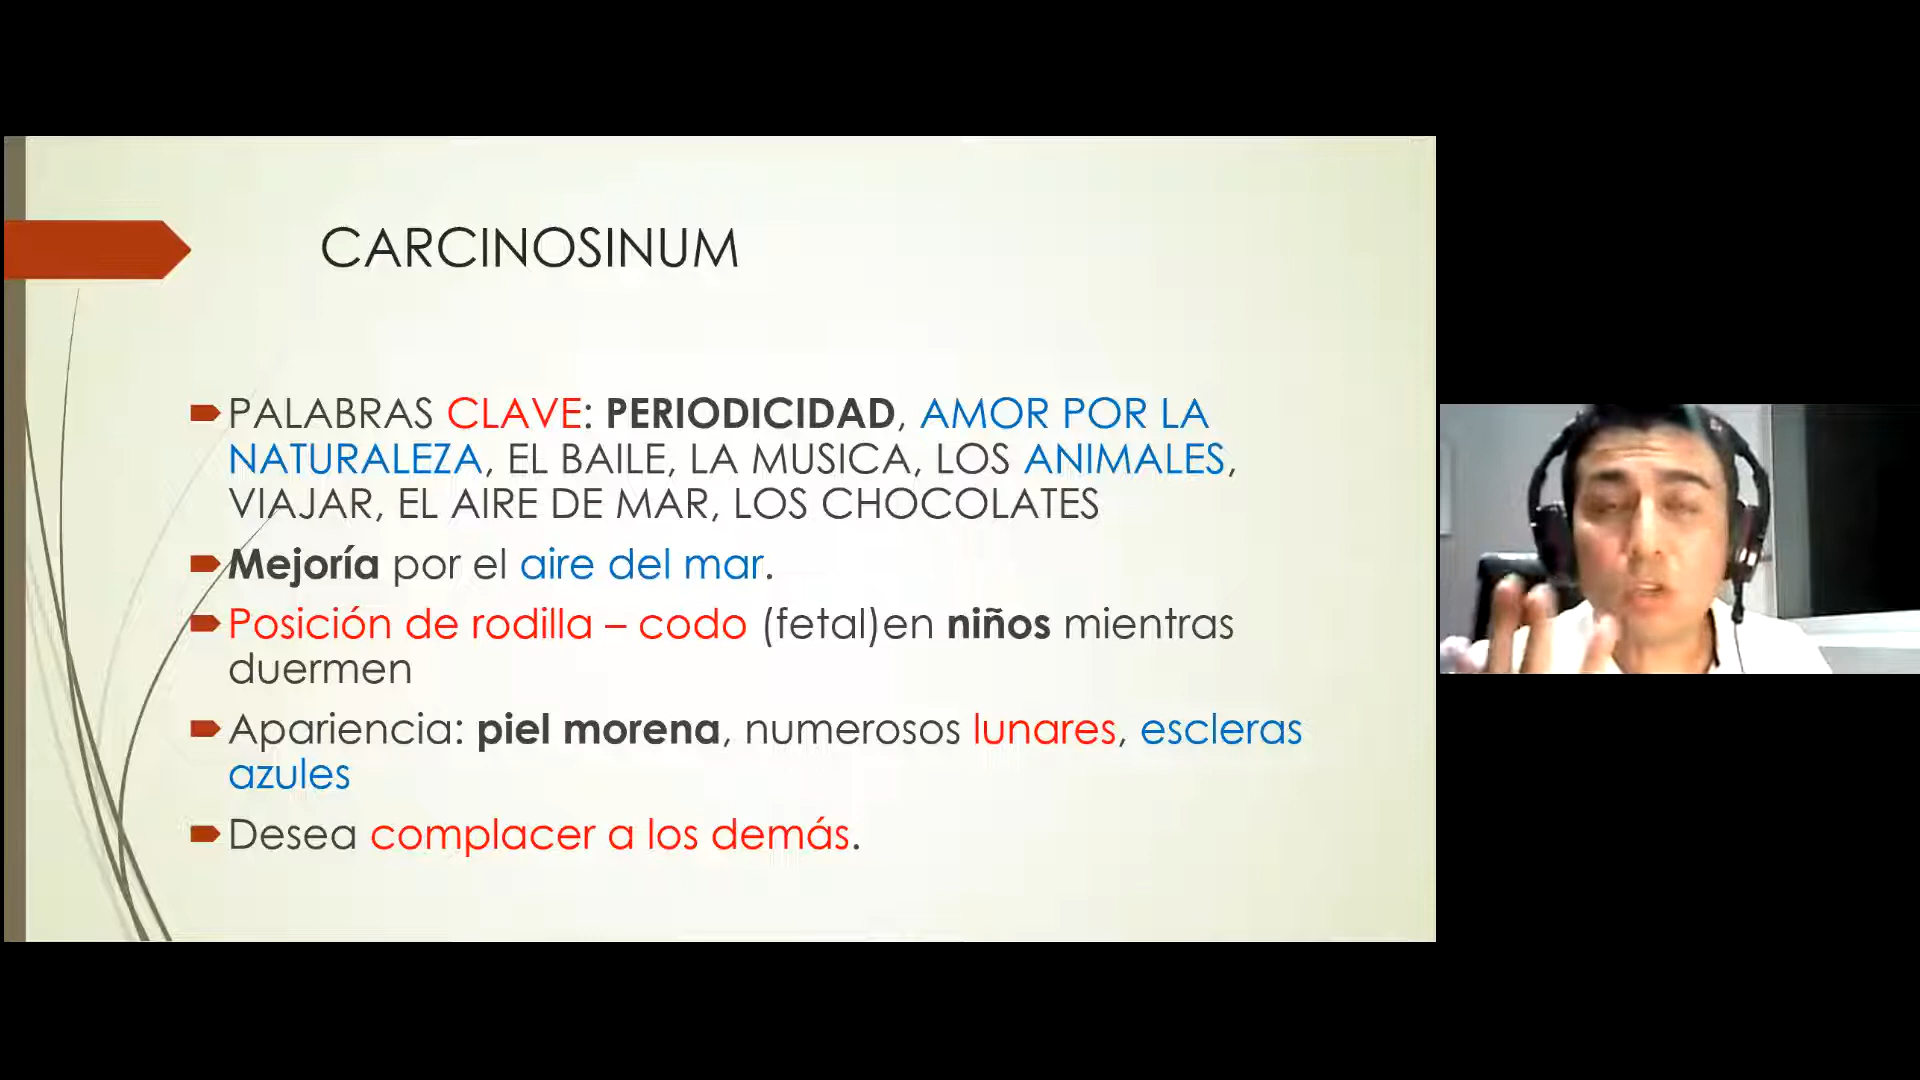 CARCINOSINUM
PALABRAS CLAVE: PERIODICIDAD, AMOR POR LA
NATURALEZA, EL BAILE, LA MUSICA, LOS ANIMALES,
VIAJAR, EL AIRE DE MAR, LOS CHOCOLATES
Mejoría por el aire del mar.
Posición de rodilla – codo (fetal)en niños mientras
duermen
Apariencia: piel morena, numerosos lunares, escleras
azules
Desea complacer a los demás.